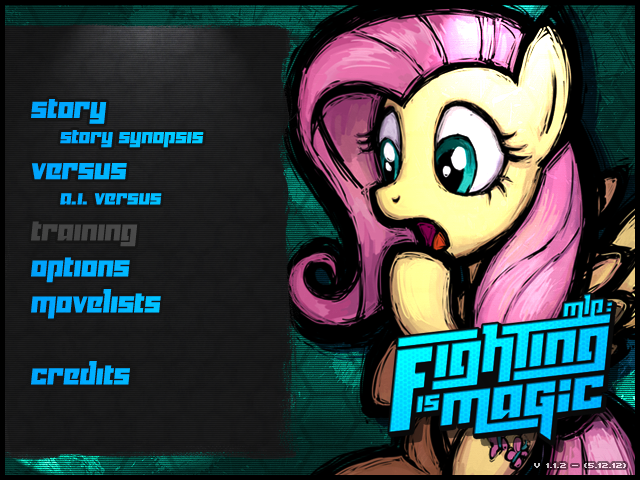 story
story synopsis
versus
a.i. versus
training
options
movelists
credits
mlp:
Fighting
is magic
V 1.1.2 - (5.12.12)